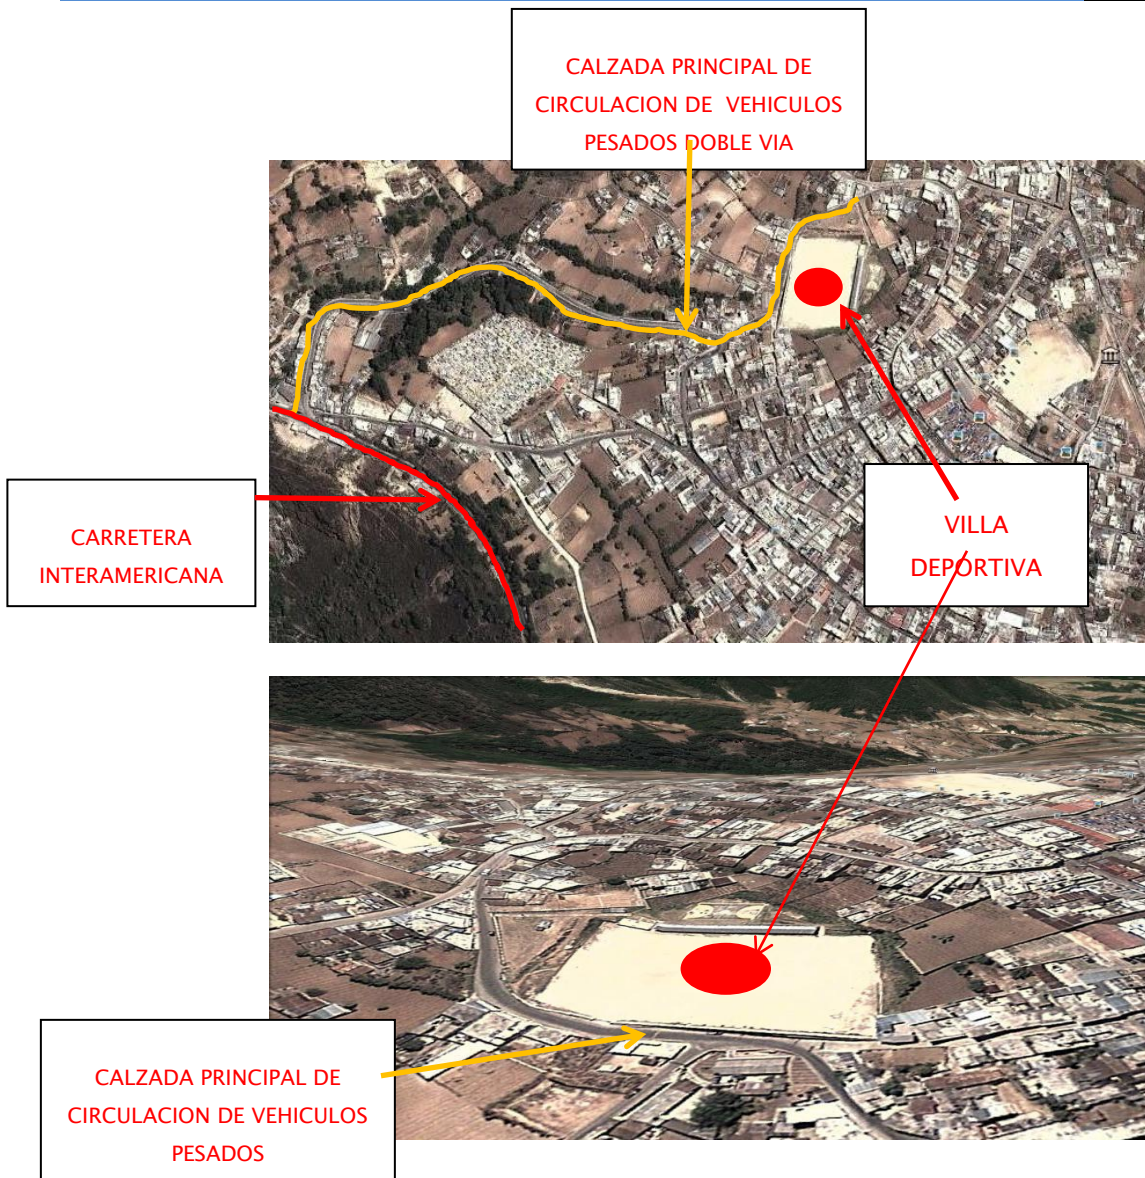 CALZADA PRINCIPAL DE
CIRCULACION DE VEHICULOS
PESADOS DOBLE VIA
CARRETERA
INTERAMERICANA
VILLA
DEPORTIVA
CALZADA PRINCIPAL DE
CIRCULACION DE VEHICULOS
PESADOS